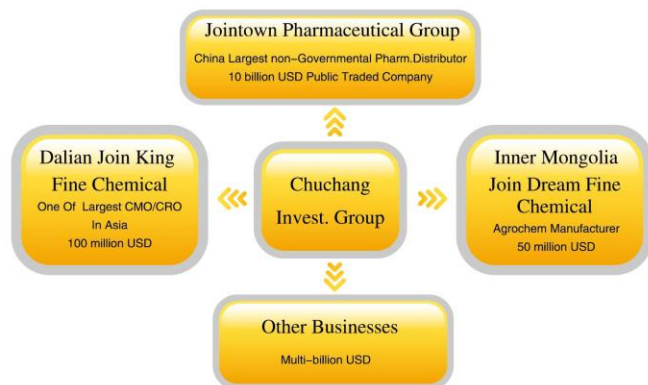 Jointown Pharmaceutical Group
China Largest non-Governmental Pharm.Distributor
10 billion USD Public Traded Company
Dalian Join King
Fine Chemical
One Of Largest CMO/CRO
In Asia
100 million USD
Chuchang
Invest. Group
Inner Mongolia
Join Dream Fine
Chemical
Agrochem Manufacturer
50 million USD
Other Businesses
Multi-billion USD